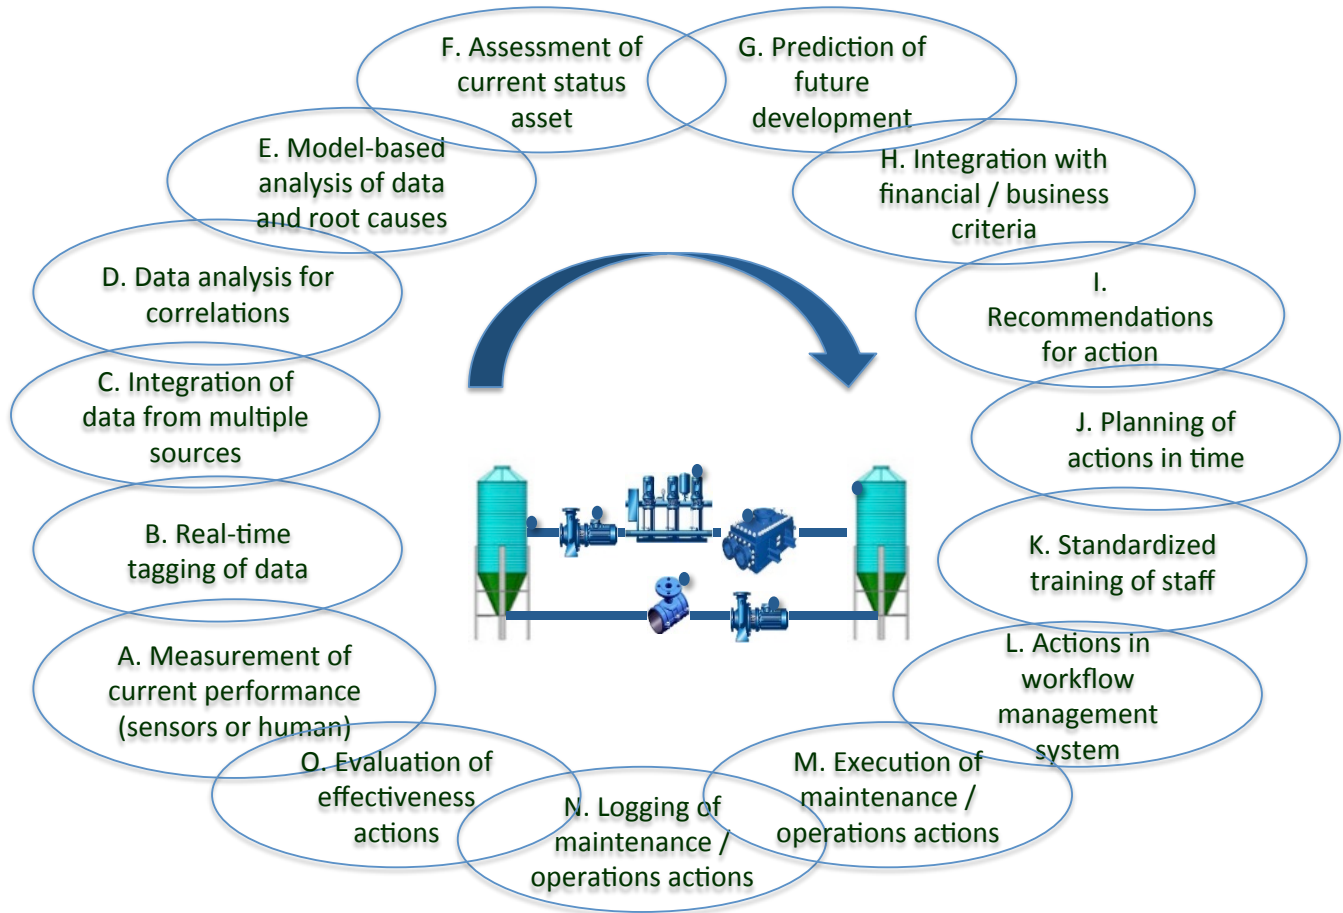 F. Assessment of
current status
asset
G. Prediction of
future
development
E. Model-based
analysis of data
and root causes
H. Integration with
financial / business
criteria
D. Data analysis for
correlations
I.
Recommendations
for action
C. Integration of
data from multiple
sources
J. Planning of
actions in time
B. Real-time
tagging of data
K. Standardized
training of staff
A. Measurement of
current performance
(sensors or human)
L. Actions in
workflow
management
system
O. Evaluation of
effectiveness
actions
M. Execution of
maintenance /
operations actions
N. Logging of
maintenance /
operations actions